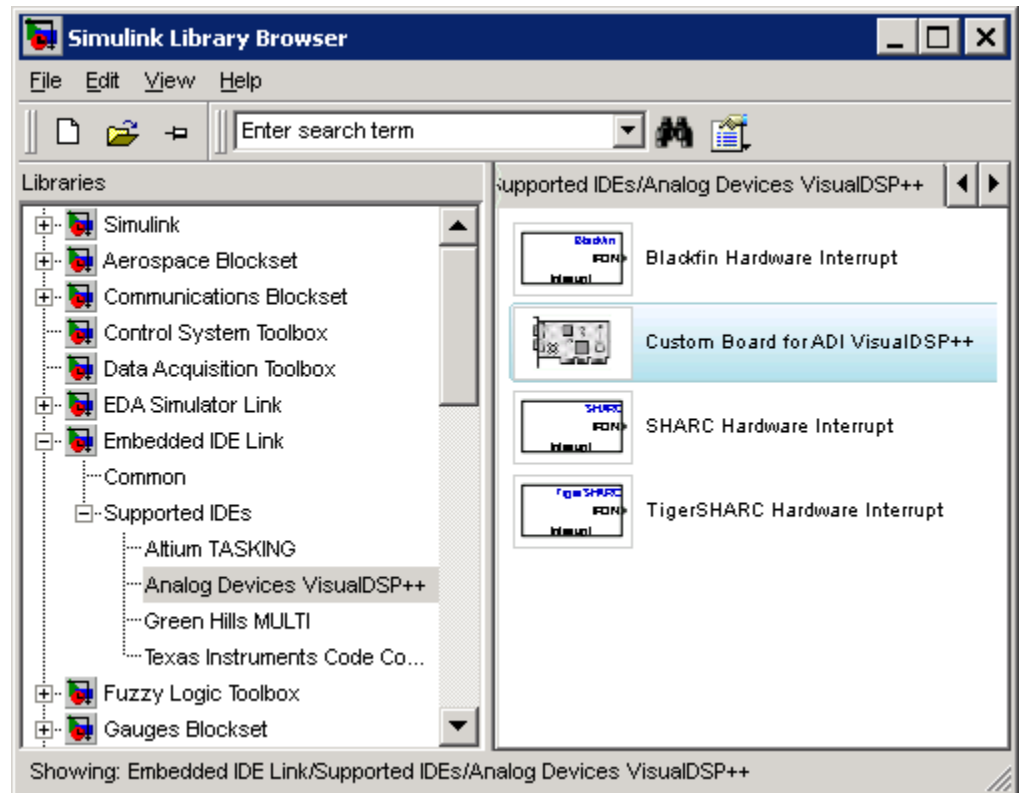 Simulink Library Browser
File Edit View Help
Enter search term
Libraries
Simulink
Aerospace Blockset
Communications Blockset
Control System Toolbox
Data Acquisition Toolbox
EDA Simulator Link
Embedded IDE Link
Common
Supported IDEs
Altium TASKING
Analog Devices VisualDSP++
Green Hills MULTI
Texas Instruments Code Co...
Fuzzy Logic Toolbox
Gauges Blockset
Supported IDEs/Analog Devices VisualDSP++
Blackfin
Interrupt
Blackfin Hardware Interrupt
Custom Board for ADI VisualDSP++
SHARC
Interrupt
SHARC Hardware Interrupt
TigerSHARC
Interrupt
TigerSHARC Hardware Interrupt
Showing: Embedded IDE Link/Supported IDEs/Analog Devices VisualDSP++